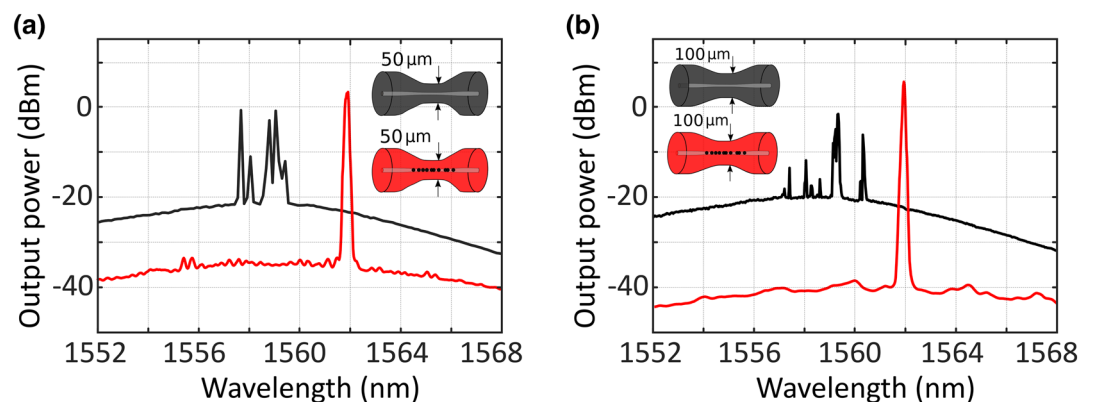 (a)
Output power (dBm)
0
-20
-40
50 μm
50 μm
1552 1556 1560 1564 1568
Wavelength (nm)
(b)
Output power (dBm)
0
-20
-40
100 μm
100 μm
1552 1556 1560 1564 1568
Wavelength (nm)